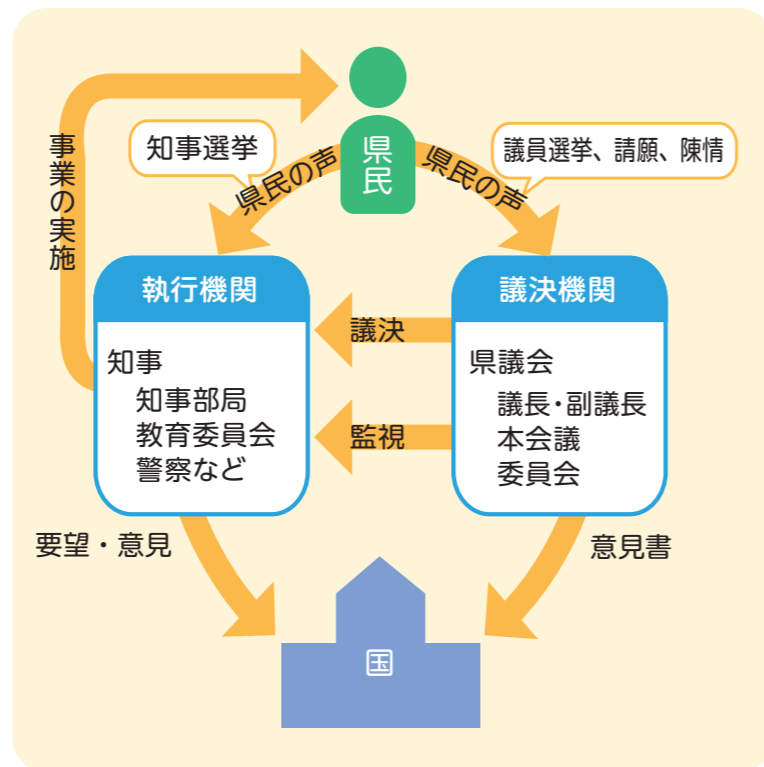 県民
事業の実施
知事選挙
県民の声
県民の声
議員選挙、請願、陳情
執行機関
知事
知事部局
教育委員会
警察など
議決
監視
議決機関
県議会
議長・副議長
本会議
委員会
要望・意見
意見書
国